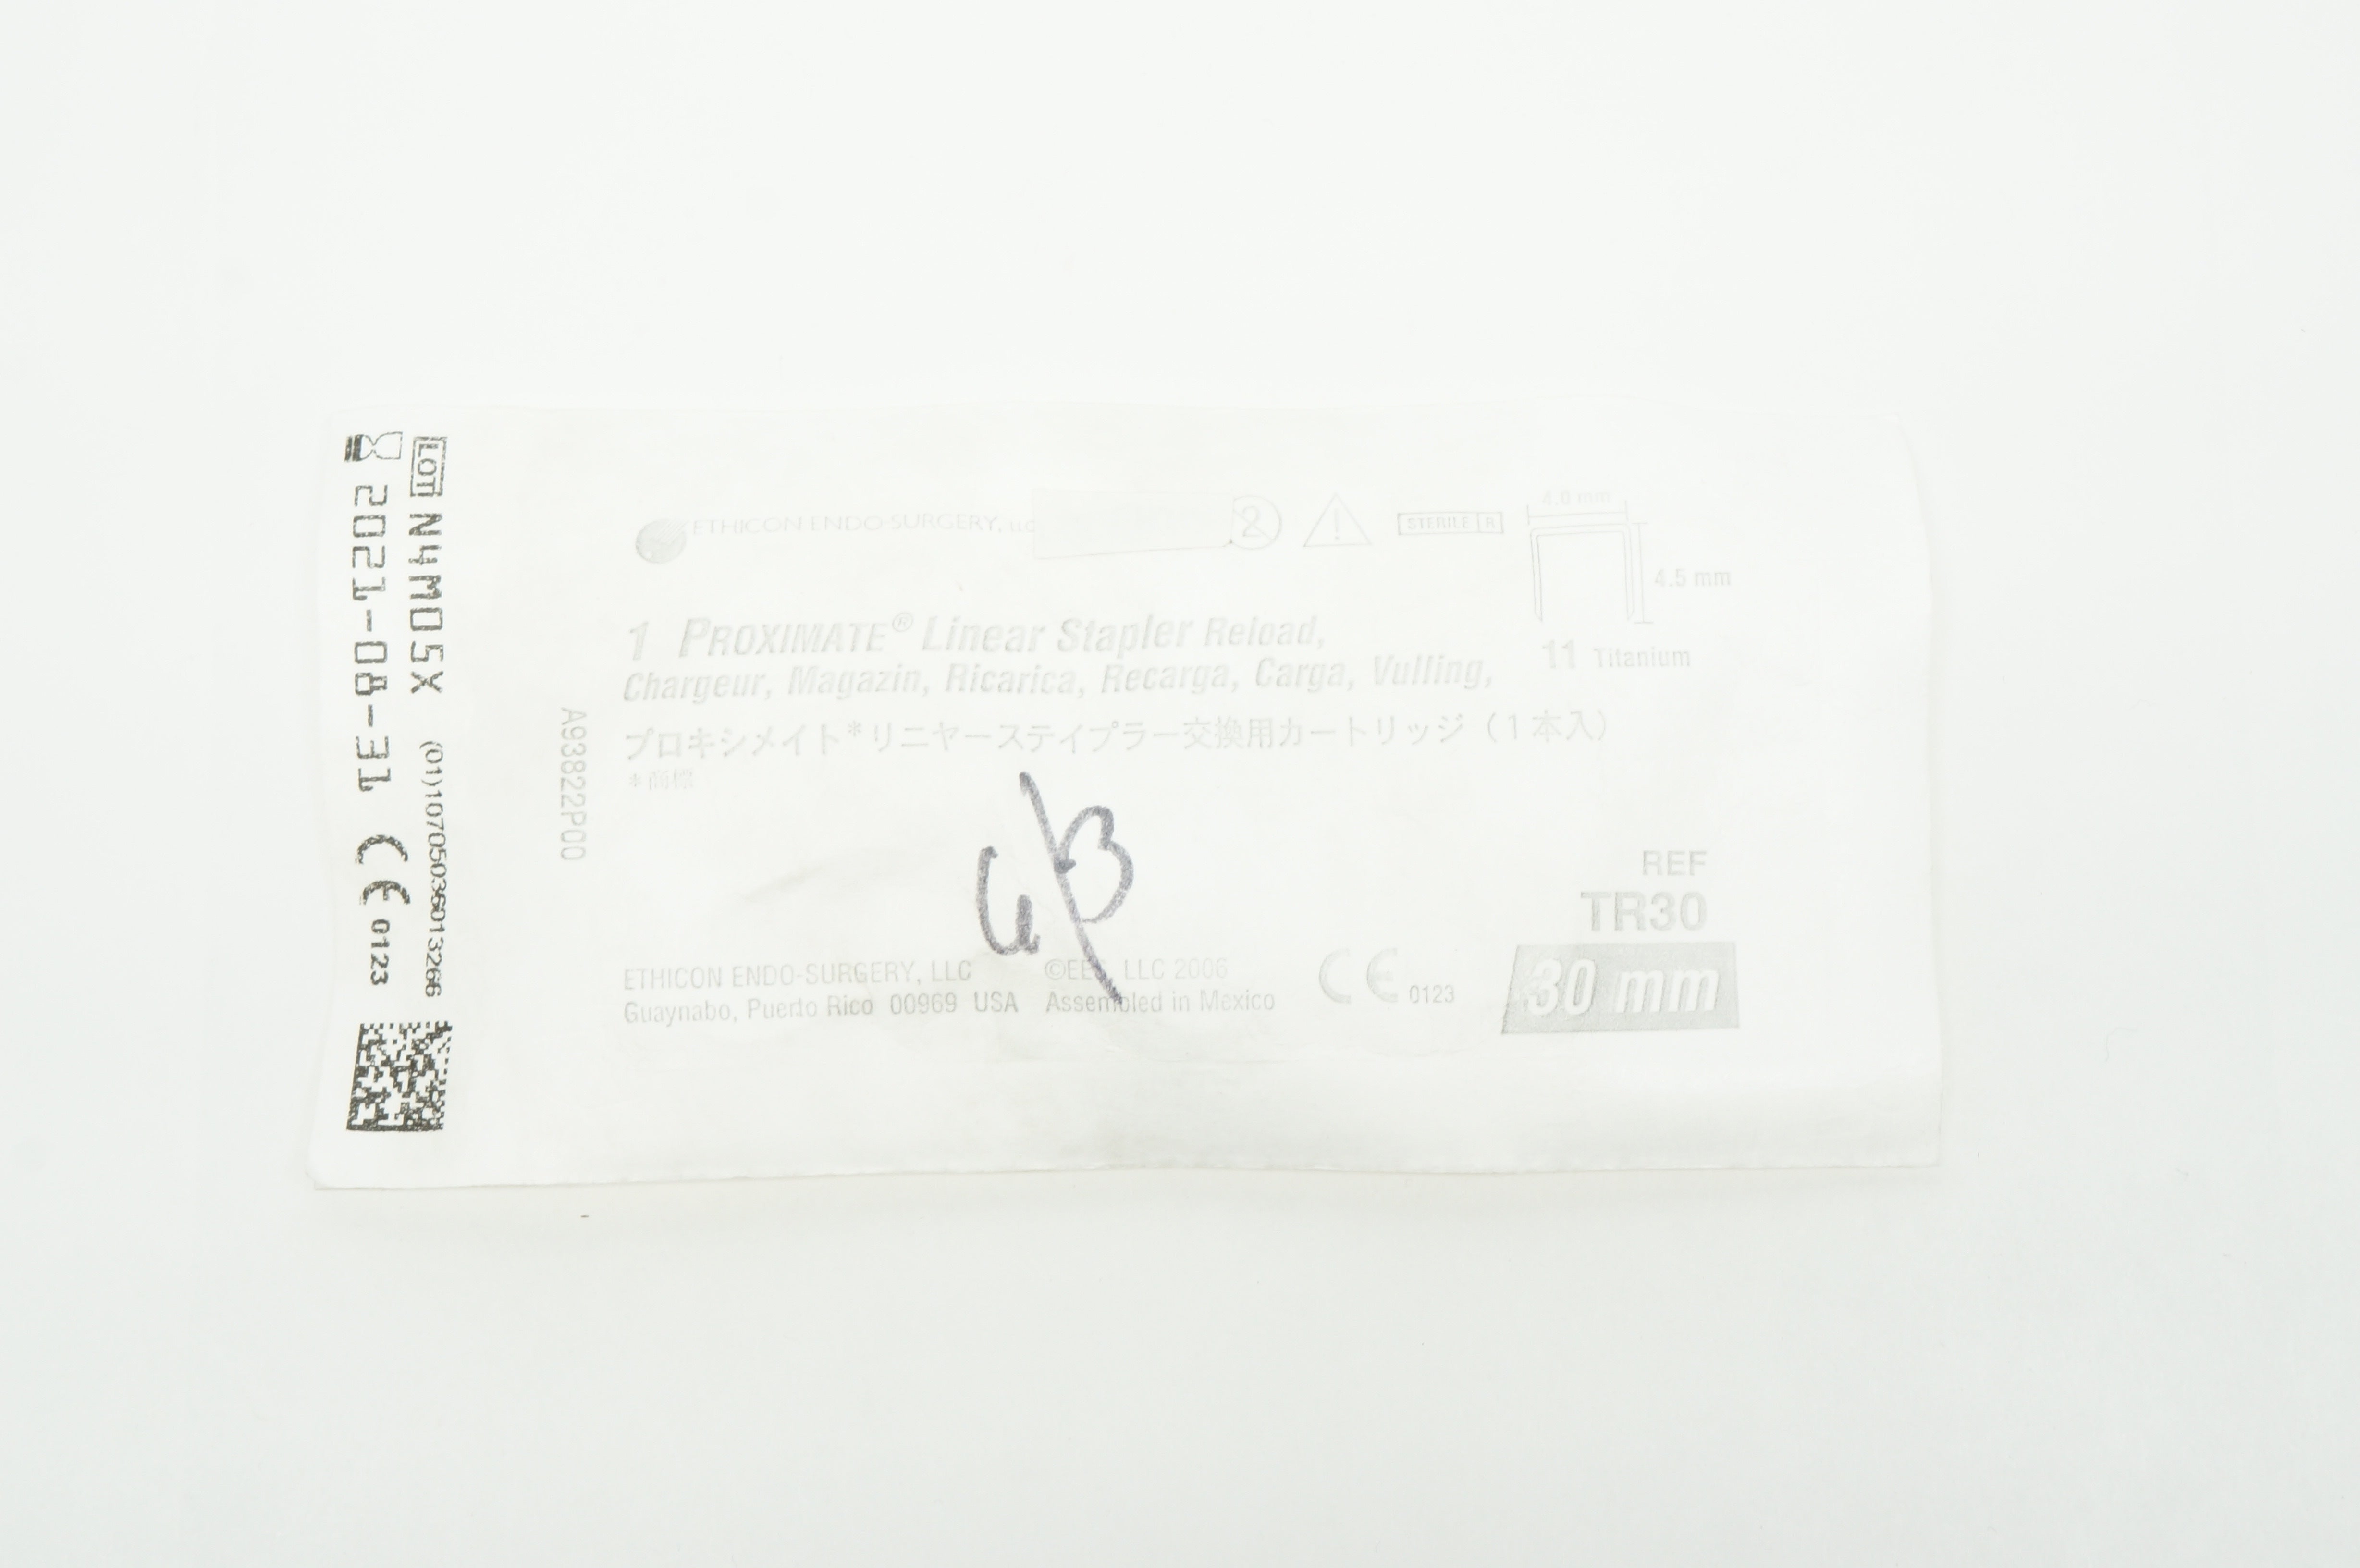 LOT N4M05X (01)10705036013266
2021-08-31 CE 0123
A93822P00
ETHICON ENDO-SURGERY, LLC
2
STERILE R
4.0 mm
4.5 mm
11 Titanium
1 PROXIMATE® Linear Stapler Reload,
Chargeur, Magazin, Ricarica, Recarga, Carga, Vulling,
プロキシメイト*リニヤーステイプラー交換用カートリッジ（1本入）
*商標
REF
TR30
30 mm
ETHICON ENDO-SURGERY, LLC ©EES, LLC 2006
Guaynabo, Puerto Rico 00969 USA Assembled in Mexico
CE 0123